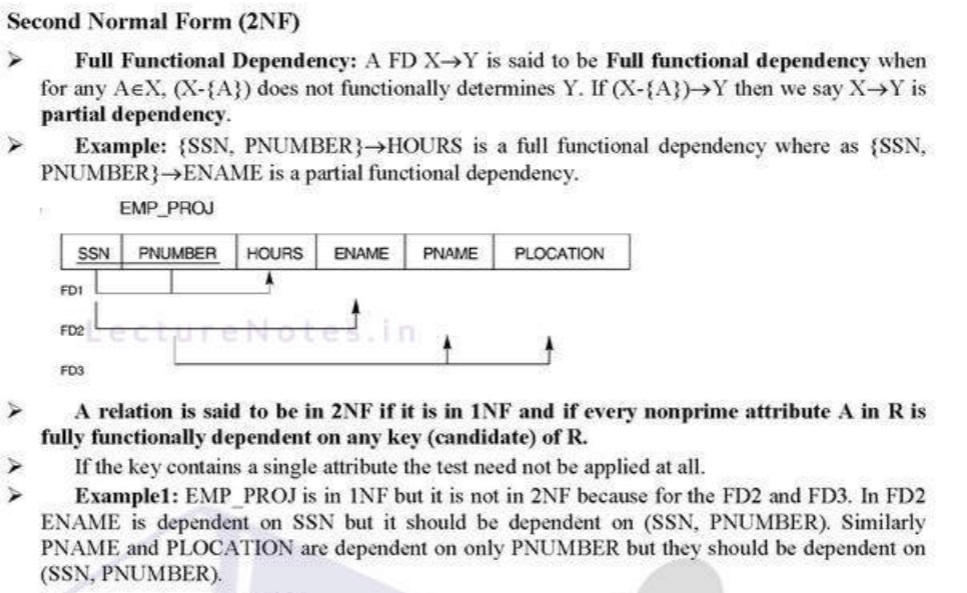 Second Normal Form (2NF)
➢ Full Functional Dependency: A FD X→Y is said to be Full functional dependency when
for any A∈X, (X-{A}) does not functionally determines Y. If (X-{A})→Y then we say X→Y is
partial dependency.
➢ Example: {SSN, PNUMBER}→HOURS is a full functional dependency where as {SSN,
PNUMBER}→ENAME is a partial functional dependency.
EMP_PROJ
SSN PNUMBER HOURS ENAME PNAME PLOCATION
FD1
FD2
LectureNotes.in
FD3
➢ A relation is said to be in 2NF if it is in 1NF and if every nonprime attribute A in R is
fully functionally dependent on any key (candidate) of R.
➢ If the key contains a single attribute the test need not be applied at all.
➢ Example1: EMP_PROJ is in 1NF but it is not in 2NF because for the FD2 and FD3. In FD2
ENAME is dependent on SSN but it should be dependent on (SSN, PNUMBER). Similarly
PNAME and PLOCATION are dependent on only PNUMBER but they should be dependent on
(SSN, PNUMBER).